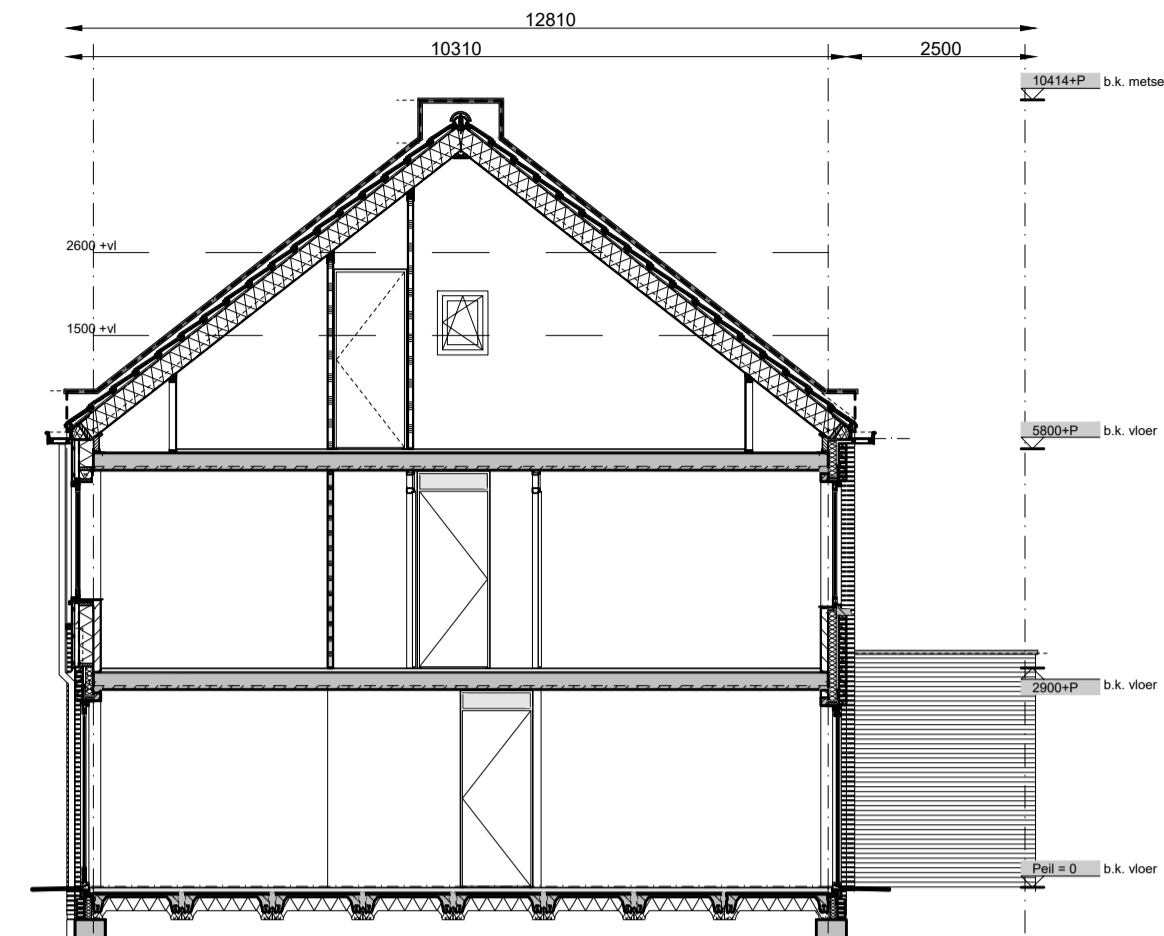 12810
10310
2500
10414+P b.k. metse
2600 +vl
1500 +vl
5800+P b.k. vloer
2900+P b.k. vloer
Peil = 0 b.k. vloer